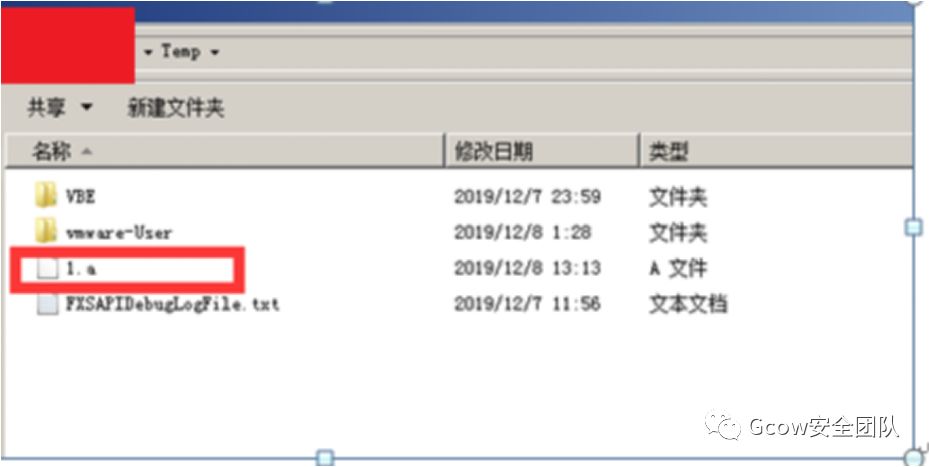 Temp
共享 新建文件夹
名称 修改日期 类型
VBE 2019/12/7 23:59 文件夹
vmware-User 2019/12/8 1:28 文件夹
1.a 2019/12/8 13:13 A 文件
FXSAPIDebugLogFile.txt 2019/12/7 11:56 文本文档
Gcow安全团队